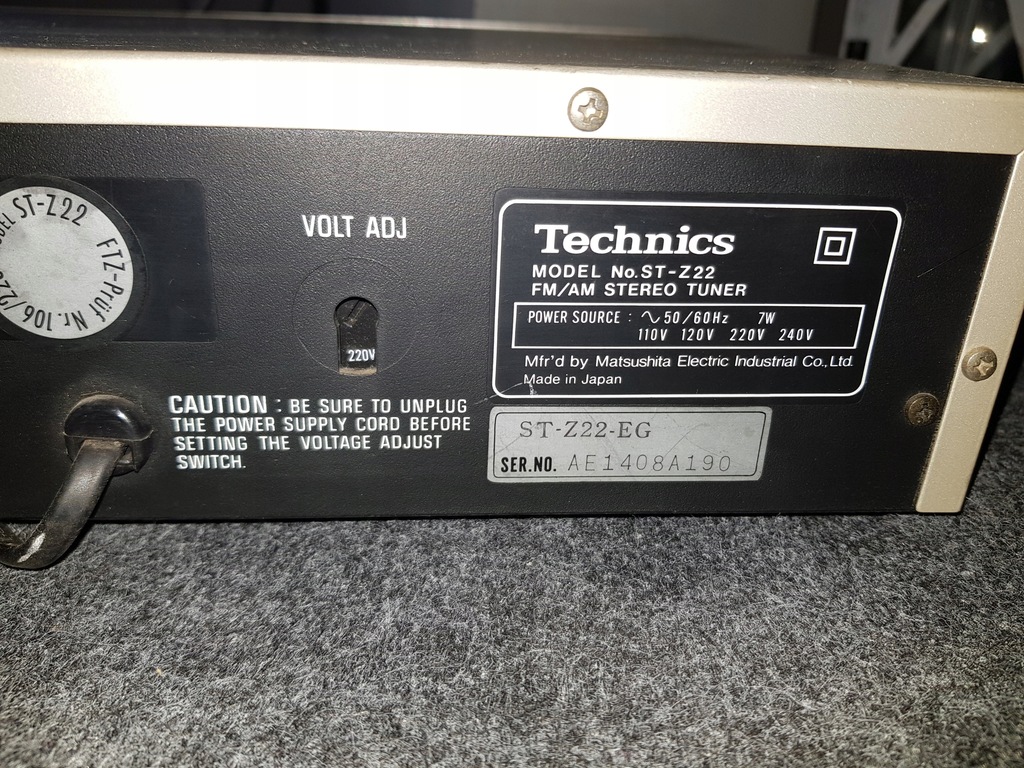 ST-Z22
FTZ-Prüf Nr. 106/22
VOLT ADJ
220V
CAUTION : BE SURE TO UNPLUG
THE POWER SUPPLY CORD BEFORE
SETTING THE VOLTAGE ADJUST
SWITCH.
Technics
MODEL No. ST-Z22
FM/AM STEREO TUNER
POWER SOURCE : ∿ 50/60Hz 7W
110V 120V 220V 240V
Mfr'd by Matsushita Electric Industrial Co., Ltd.
Made in Japan
ST-Z22-EG
SER.NO. AE1408A190